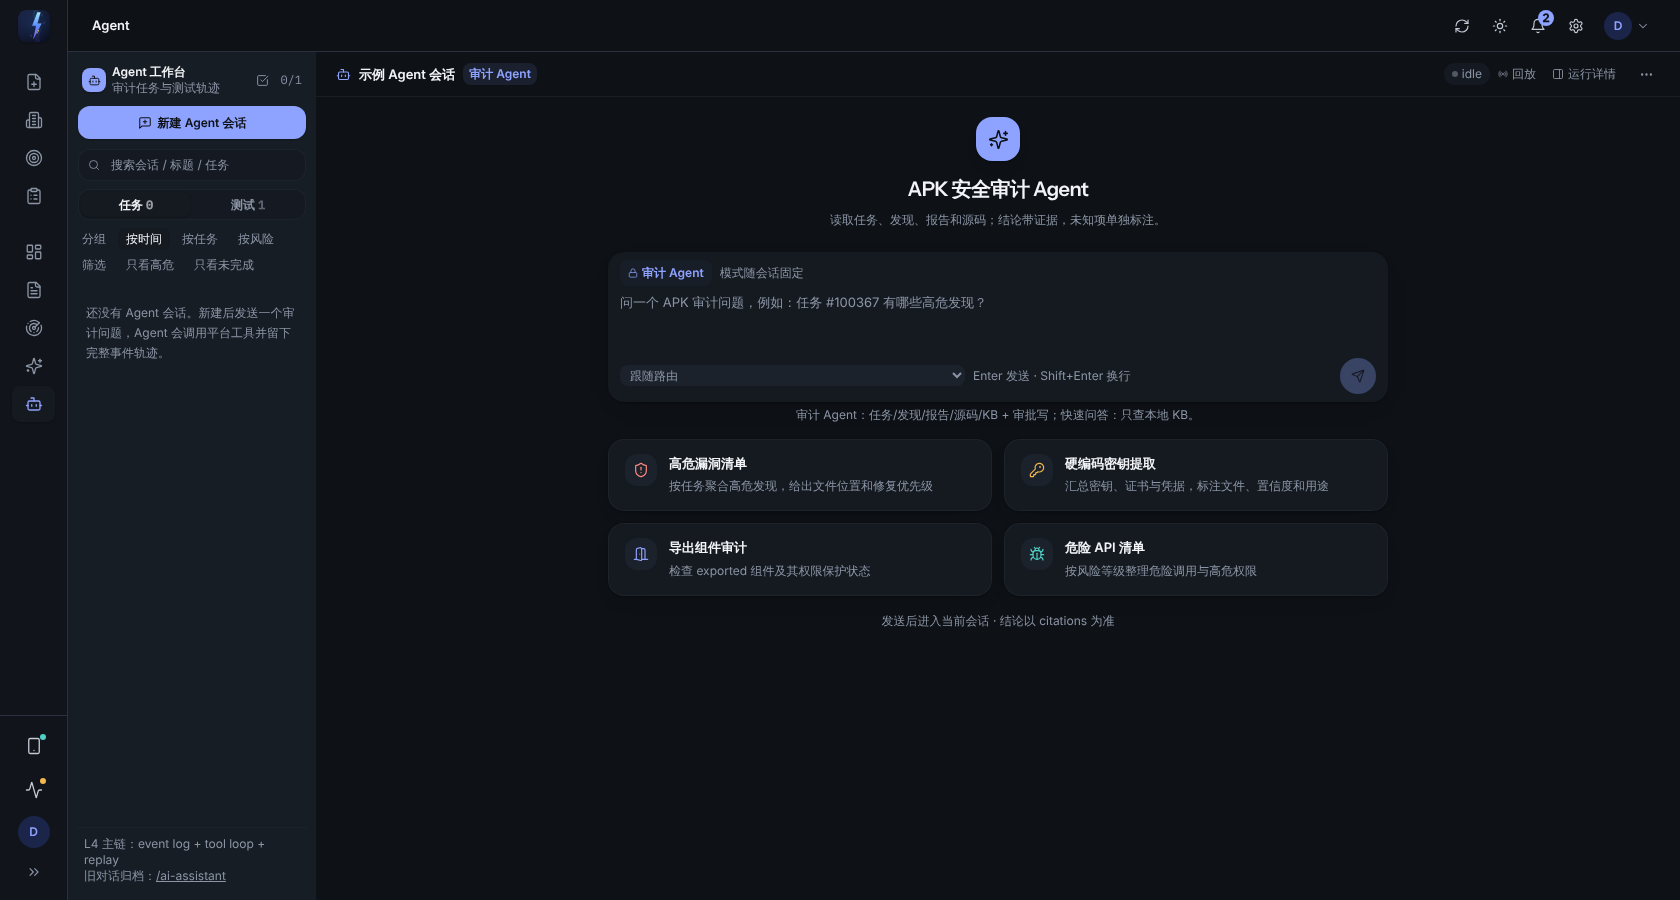 Agent
2
D
Agent 工作台
审计任务与测试轨迹
0/1
新建 Agent 会话
搜索会话 / 标题 / 任务
任务 0
测试 1
分组
按时间
按任务
按风险
筛选
只看高危
只看未完成
还没有 Agent 会话。新建后发送一个审
计问题，Agent 会调用平台工具并留下
完整事件轨迹。
L4 主链：event log + tool loop +
replay
旧对话归档：/ai-assistant
D
示例 Agent 会话
审计 Agent
idle
回放
运行详情
APK 安全审计 Agent
读取任务、发现、报告和源码；结论带证据，未知项单独标注。
审计 Agent
模式随会话固定
问一个 APK 审计问题，例如：任务 #100367 有哪些高危发现？
跟随路由
Enter 发送 · Shift+Enter 换行
审计 Agent：任务/发现/报告/源码/KB + 审批写；快速问答：只查本地 KB。
高危漏洞清单
按任务聚合高危发现，给出文件位置和修复优先级
硬编码密钥提取
汇总密钥、证书与凭据，标注文件、置信度和用途
导出组件审计
检查 exported 组件及其权限保护状态
危险 API 清单
按风险等级整理危险调用与高危权限
发送后进入当前会话 · 结论以 citations 为准